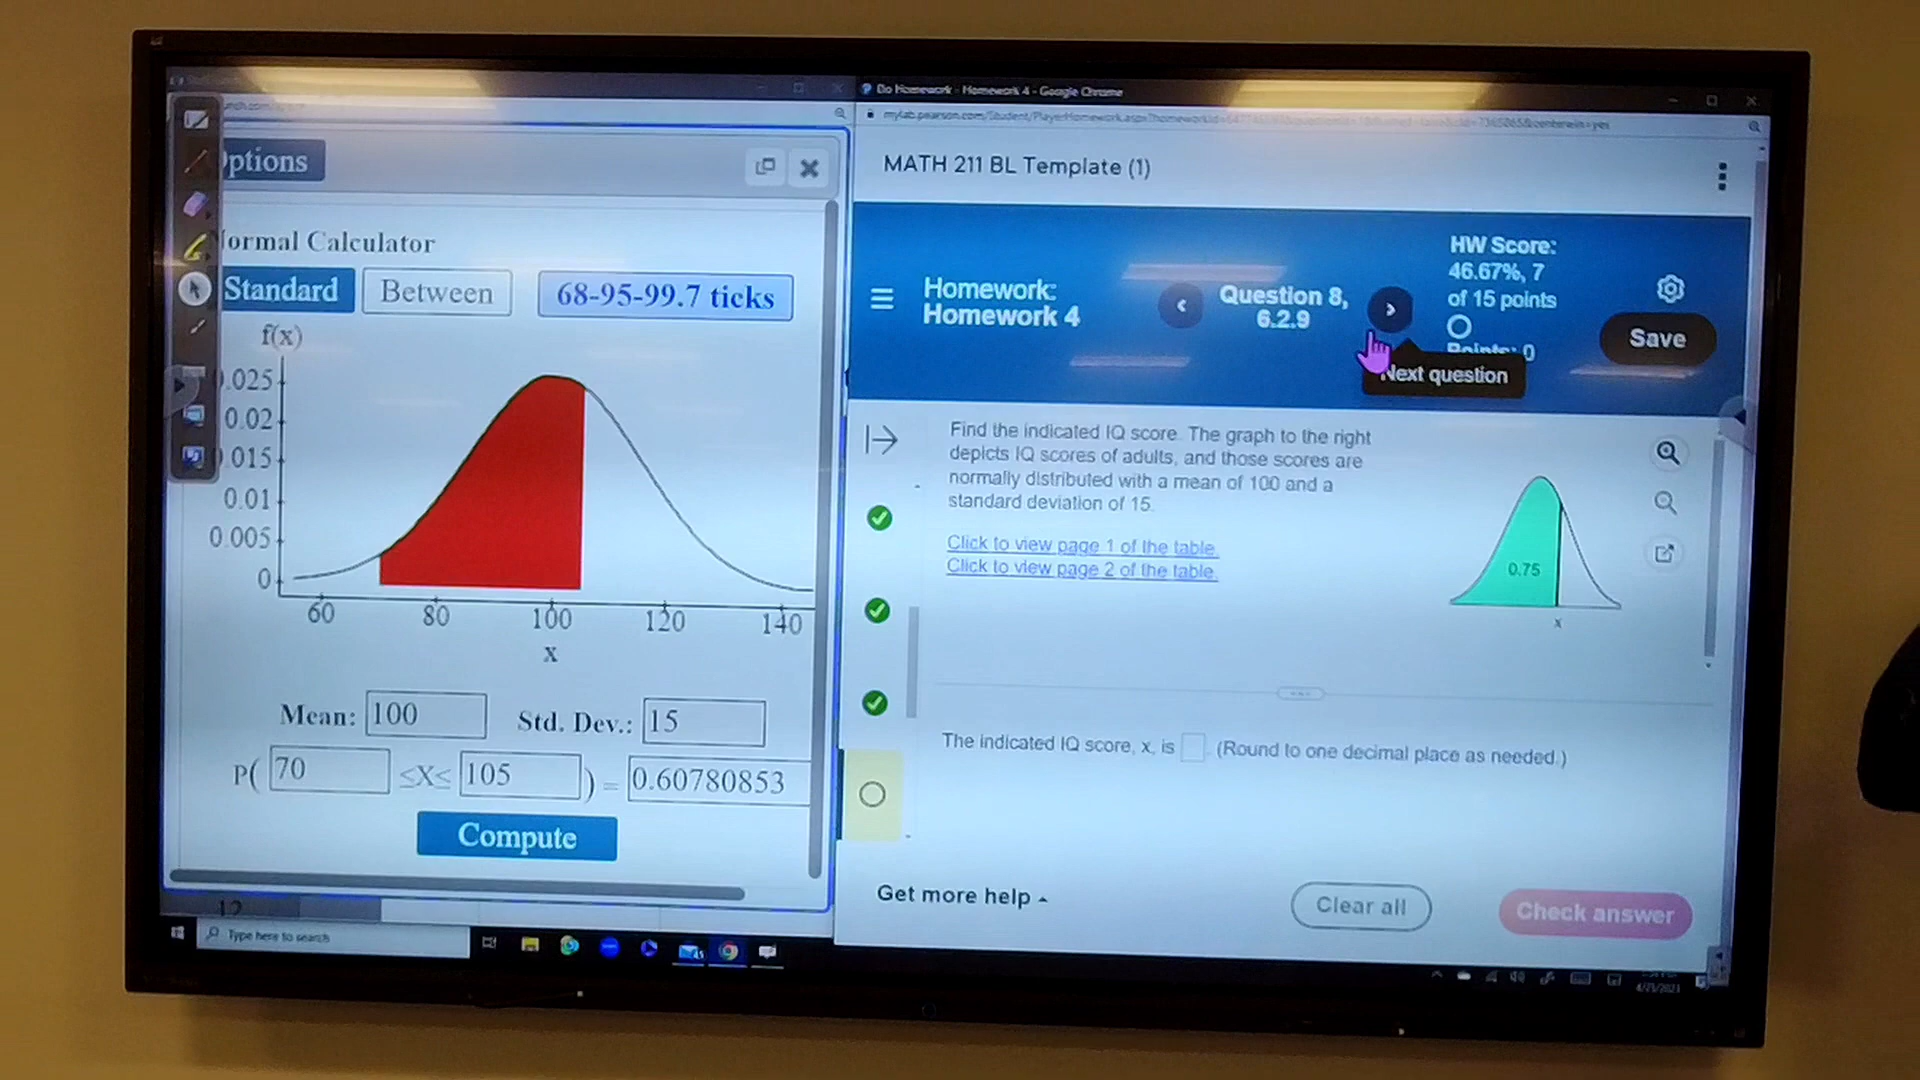 Options
Normal Calculator
Standard
Between
68-95-99.7 ticks
f(x)
0.025
0.02
0.015
0.01
0.005
0
60
80
100
120
140
x
Mean: 100
Std. Dev.: 15
P( 70 ≤X≤ 105 ) = 0.60780853
Compute
12
Type here to search
Do Homework - Homework 4 - Google Chrome
MATH 211 BL Template (1)
Homework:
Homework 4
Question 8,
6.2.9
HW Score:
46.67%, 7
of 15 points
Points: 0
Save
Next question
Find the indicated IQ score. The graph to the right
depicts IQ scores of adults, and those scores are
normally distributed with a mean of 100 and a
standard deviation of 15.
Click to view page 1 of the table.
Click to view page 2 of the table.
0.75
x
The indicated IQ score, x, is . (Round to one decimal place as needed.)
Get more help
Clear all
Check answer